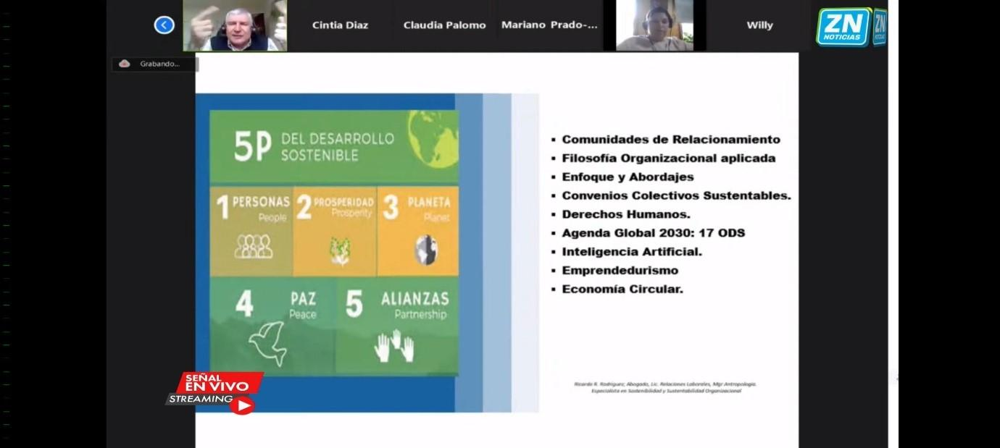 Cintia Diaz
Claudia Palomo
Mariano Prado-...
Willy
ZN
NOTICIAS
ZN
Grabando...
5P DEL DESARROLLO
SOSTENIBLE
1 PERSONAS
People
2 PROSPERIDAD
Prosperity
3 PLANETA
Planet
4 PAZ
Peace
5 ALIANZAS
Partnership
▪ Comunidades de Relacionamiento
▪ Filosofía Organizacional aplicada
▪ Enfoque y Abordajes
▪ Convenios Colectivos Sustentables.
▪ Derechos Humanos.
▪ Agenda Global 2030: 17 ODS
▪ Inteligencia Artificial.
▪ Emprendedurismo
▪ Economía Circular.
Ricardo R. Rodríguez; Abogado, Lic. Relaciones Laborales, Mgr Antropología.
Especialista en Sostenibilidad y Sustentabilidad Organizacional
SEÑAL
EN VIVO
STREAMING